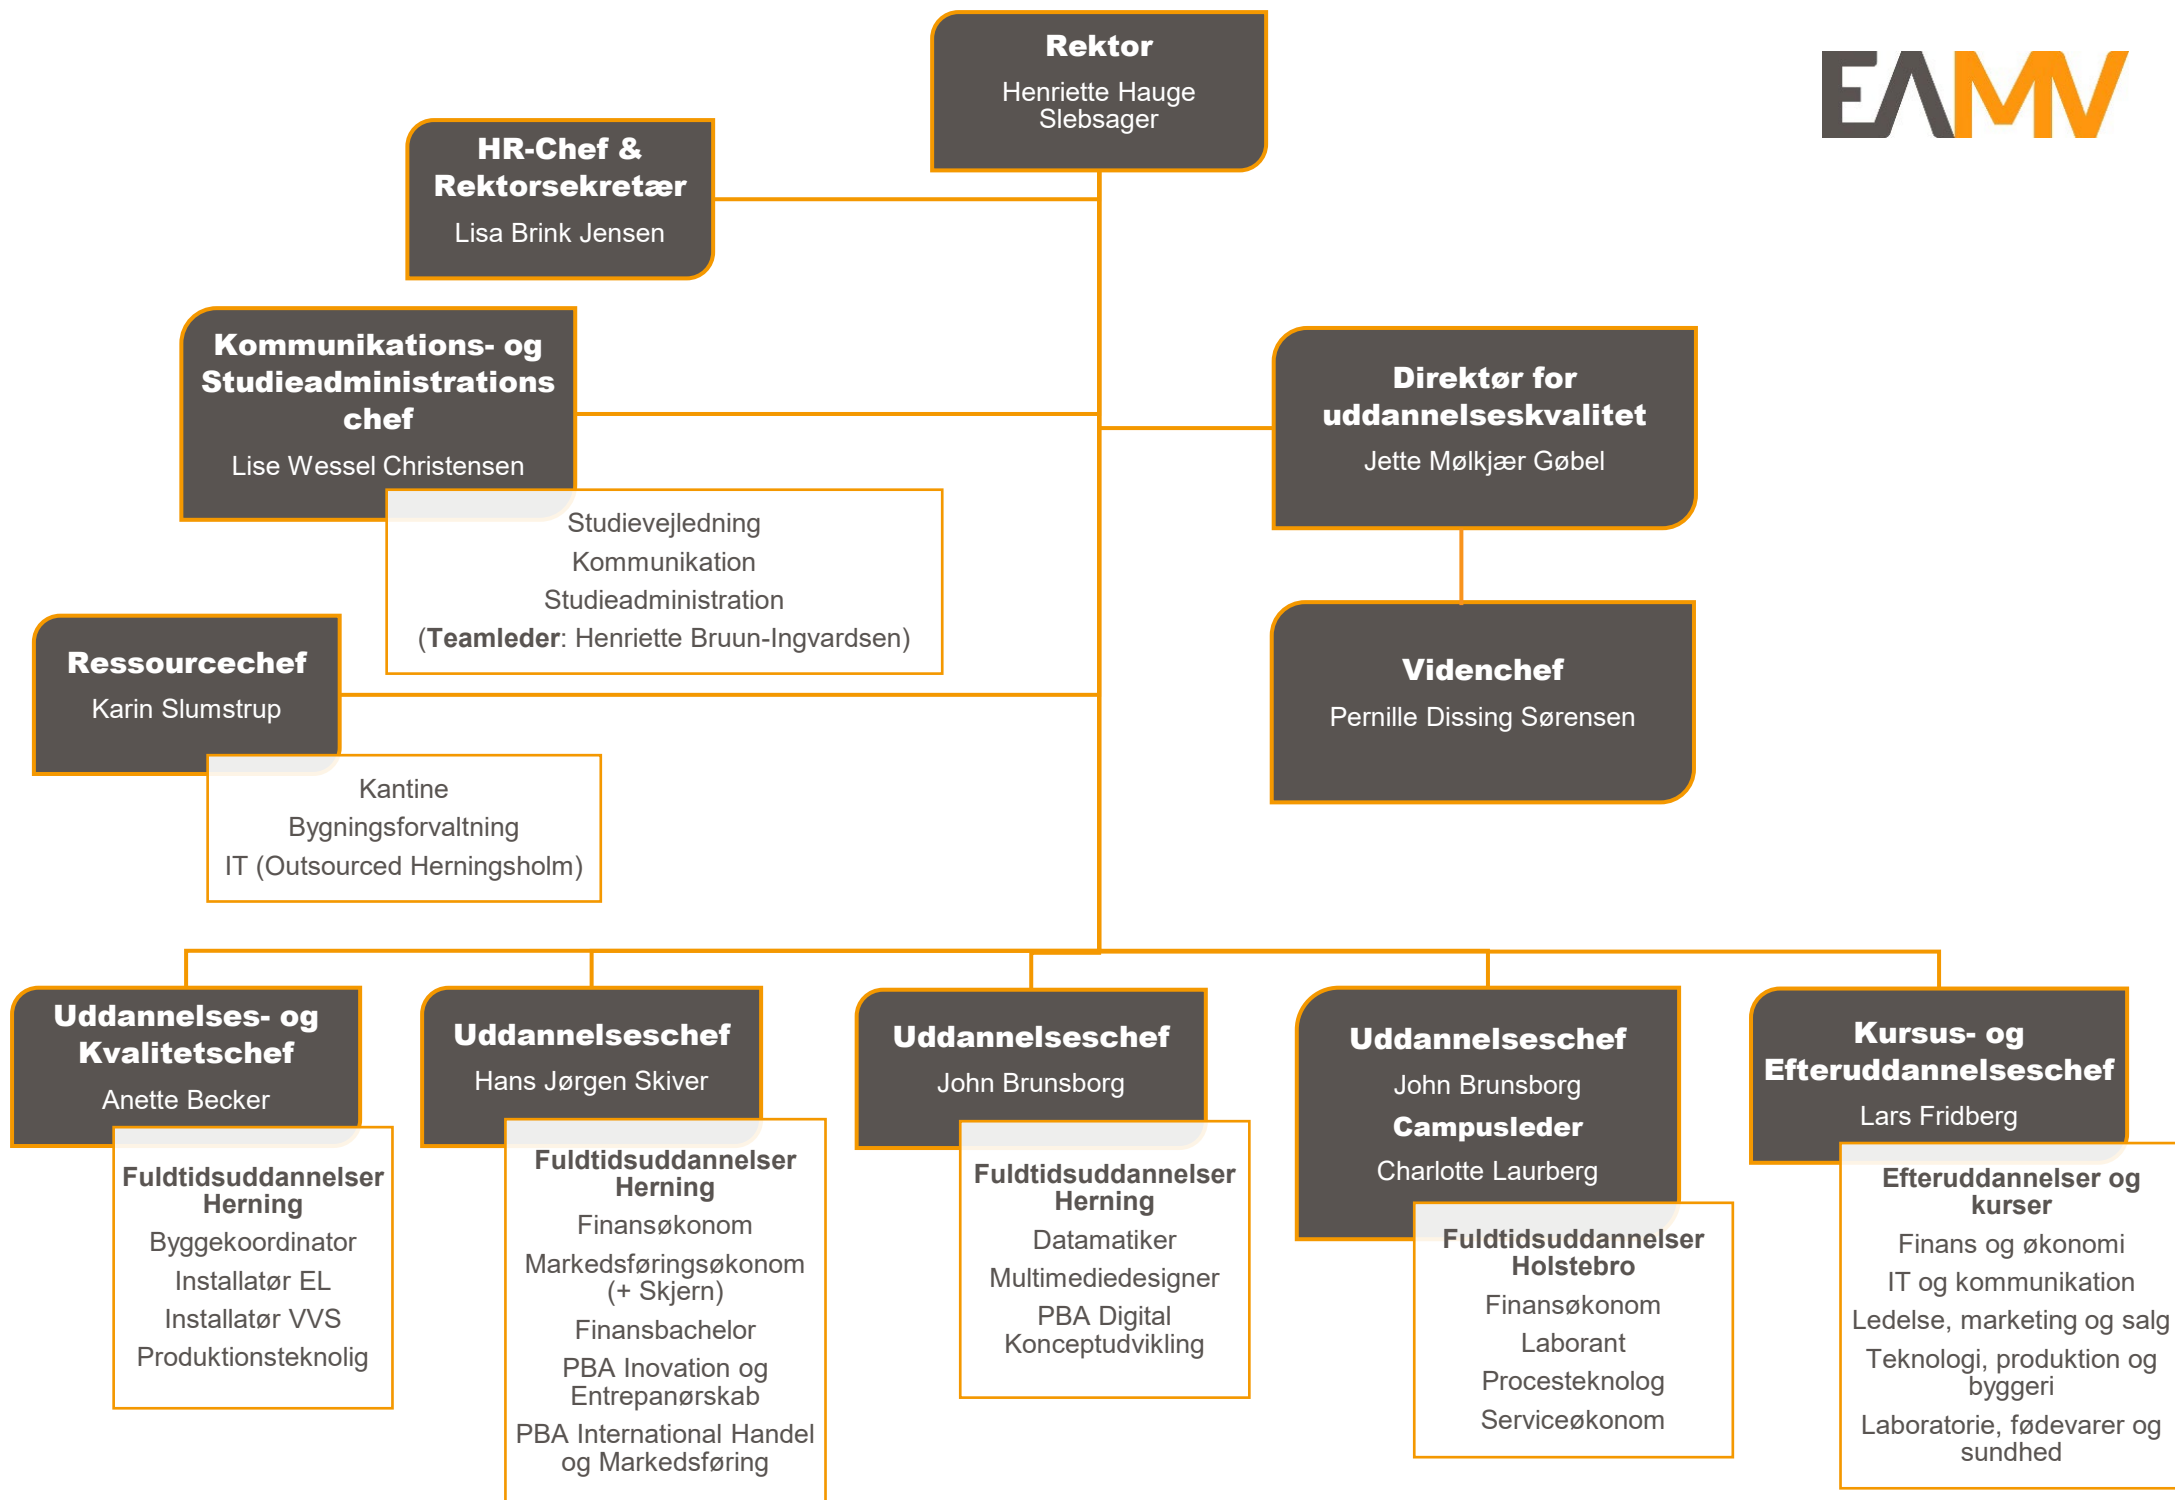 Rektor
Henriette Hauge
Slebsager
EAMV
HR-Chef &
Rektorsekretær
Lisa Brink Jensen
Kommunikations- og
Studieadministrations
chef
Lise Wessel Christensen
Studievejledning
Kommunikation
Studieadministration
(Teamleder: Henriette Bruun-Ingvardsen)
Direktør for
uddannelseskvalitet
Jette Mølkjær Gøbel
Ressourcechef
Karin Slumstrup
Kantine
Bygningsforvaltning
IT (Outsourced Herningsholm)
Videnchef
Pernille Dissing Sørensen
Uddannelses- og
Kvalitetschef
Anette Becker
Fuldtidsuddannelser
Herning
Byggekoordinator
Installatør EL
Installatør VVS
Produktionsteknolig
Uddannelseschef
Hans Jørgen Skiver
Fuldtidsuddannelser
Herning
Finansøkonom
Markedsføringsøkonom
(+ Skjern)
Finansbachelor
PBA Inovation og
Entrepanørskab
PBA International Handel
og Markedsføring
Uddannelseschef
John Brunsborg
Fuldtidsuddannelser
Herning
Datamatiker
Multimediedesigner
PBA Digital
Konceptudvikling
Uddannelseschef
John Brunsborg
Campusleder
Charlotte Laurberg
Fuldtidsuddannelser
Holstebro
Finansøkonom
Laborant
Procesteknolog
Serviceøkonom
Kursus- og
Efteruddannelseschef
Lars Fridberg
Efteruddannelser og
kurser
Finans og økonomi
IT og kommunikation
Ledelse, marketing og salg
Teknologi, produktion og
byggeri
Laboratorie, fødevarer og
sundhed